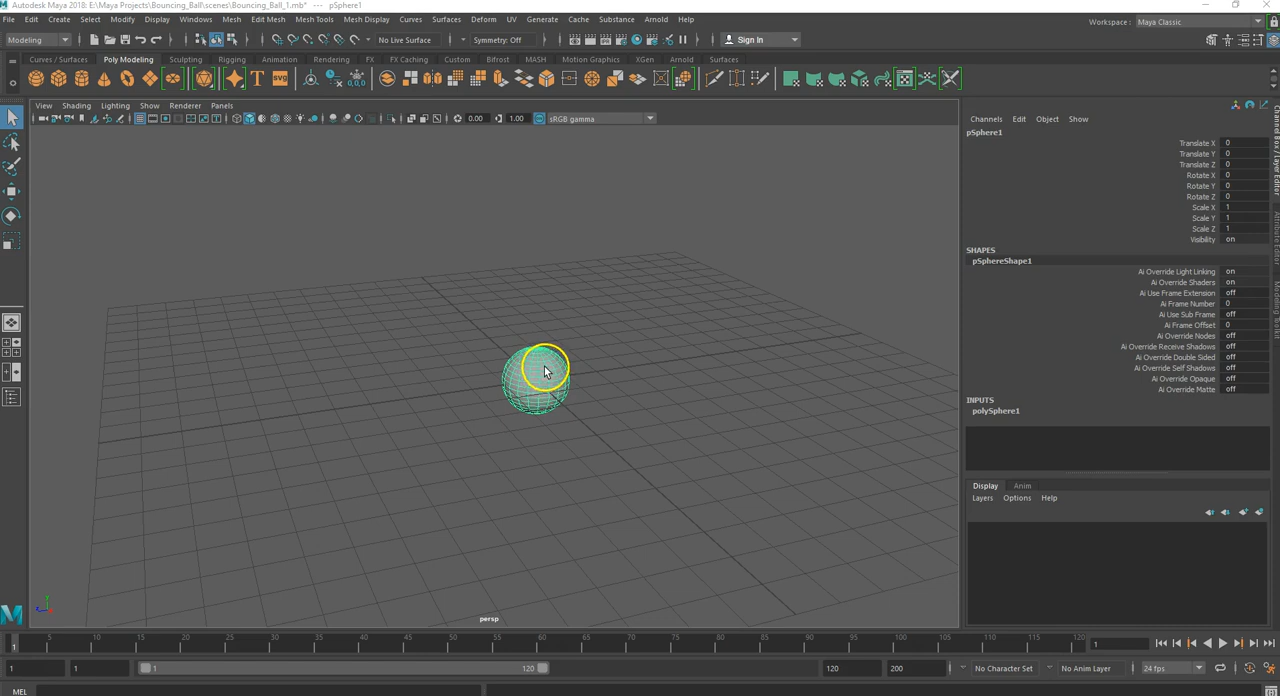 Autodesk Maya 2018: E:\Maya Projects\Bouncing_Ball\scenes\Bouncing_Ball_1.mb* --- pSphere1
File Edit Create Select Modify Display Windows Mesh Edit Mesh Mesh Tools Mesh Display Curves Surfaces Deform UV Generate Cache Substance Arnold Help
Workspace : Maya Classic
Modeling No Live Surface Symmetry: Off Sign In
Curves / Surfaces Poly Modeling Sculpting Rigging Animation Rendering FX FX Caching Custom Bifrost MASH Motion Graphics XGen Arnold Surfaces
View Shading Lighting Show Renderer Panels
0.00 1.00 sRGB gamma
Channels Edit Object Show
pSphere1
Translate X 0
Translate Y 0
Translate Z 0
Rotate X 0
Rotate Y 0
Rotate Z 0
Scale X 1
Scale Y 1
Scale Z 1
Visibility on
SHAPES
pSphereShape1
Ai Override Light Linking on
Ai Override Shaders on
Ai Use Frame Extension off
Ai Frame Number 0
Ai Use Sub Frame off
Ai Frame Offset 0
Ai Override Nodes off
Ai Override Receive Shadows off
Ai Override Double Sided off
Ai Override Self Shadows off
Ai Override Opaque off
Ai Override Matte off
INPUTS
polySphere1
Display Anim
Layers Options Help
Channel Box / Layer Editor
Attribute Editor
Modeling Toolkit
persp
1 5 10 15 20 25 30 35 40 45 50 55 60 65 70 75 80 85 90 95 100 105 110 115 120 1
1 1 1 120 120 200 No Character Set No Anim Layer 24 fps
MEL